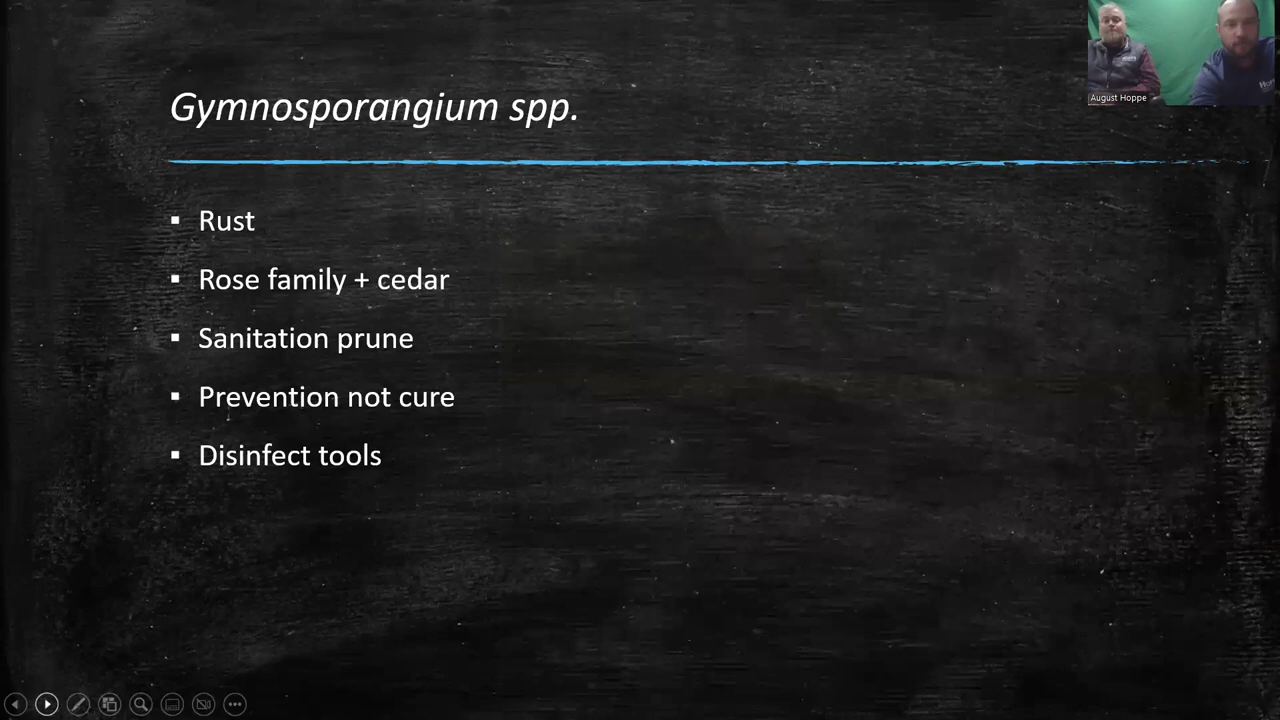 Gymnosporangium spp.
August Hoppe
▪ Rust
▪ Rose family + cedar
▪ Sanitation prune
▪ Prevention not cure
▪ Disinfect tools